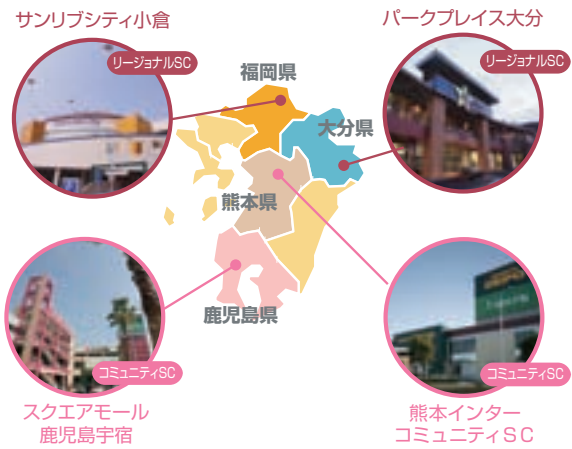 サンリブシティ小倉
パークプレイス大分
リージョナルSC
リージョナルSC
福岡県
大分県
熊本県
鹿児島県
コミュニティSC
コミュニティSC
スクエアモール
鹿児島宇宿
熊本インター
コミュニティSC